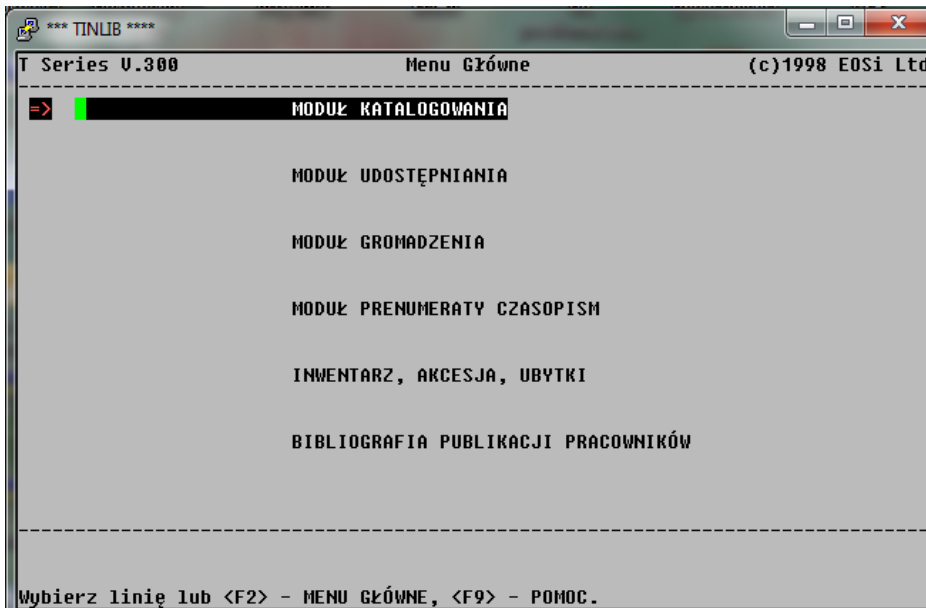 *** TINLIB ****
T Series V.300 Menu Główne (c)1998 EOSi Ltd
=> MODUŁ KATALOGOWANIA
MODUŁ UDOSTĘPNIANIA
MODUŁ GROMADZENIA
MODUŁ PRENUMERATY CZASOPISM
INWENTARZ, AKCESJA, UBYTKI
BIBLIOGRAFIA PUBLIKACJI PRACOWNIKÓW
Wybierz linię lub <F2> - MENU GŁÓWNE, <F9> - POMOC.